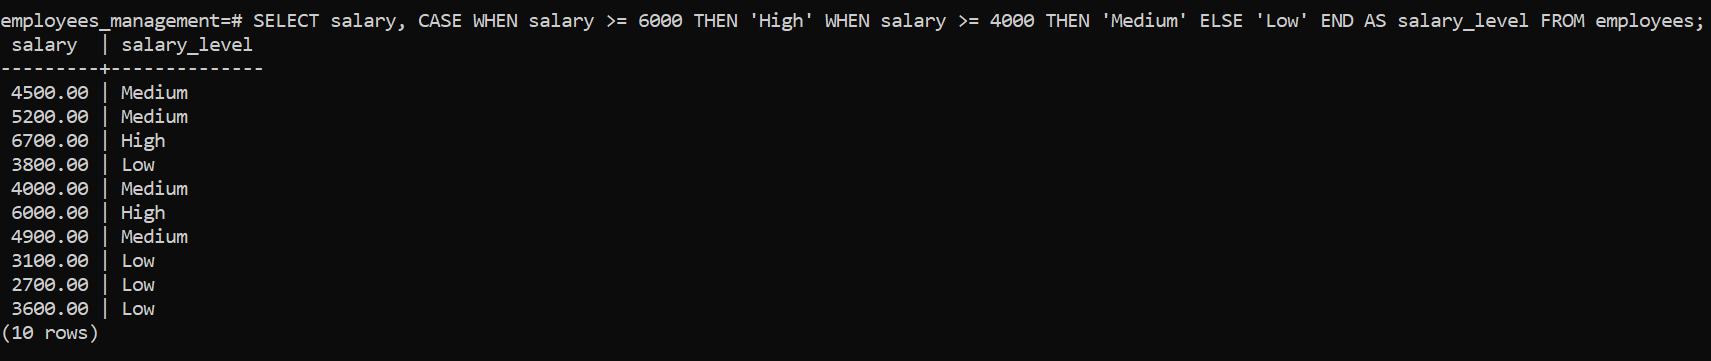 employees_management=# SELECT salary, CASE WHEN salary >= 6000 THEN 'High' WHEN salary >= 4000 THEN 'Medium' ELSE 'Low' END AS salary_level FROM employees;
 salary  | salary_level
---------+--------------
 4500.00 | Medium
 5200.00 | Medium
 6700.00 | High
 3800.00 | Low
 4000.00 | Medium
 6000.00 | High
 4900.00 | Medium
 3100.00 | Low
 2700.00 | Low
 3600.00 | Low
(10 rows)